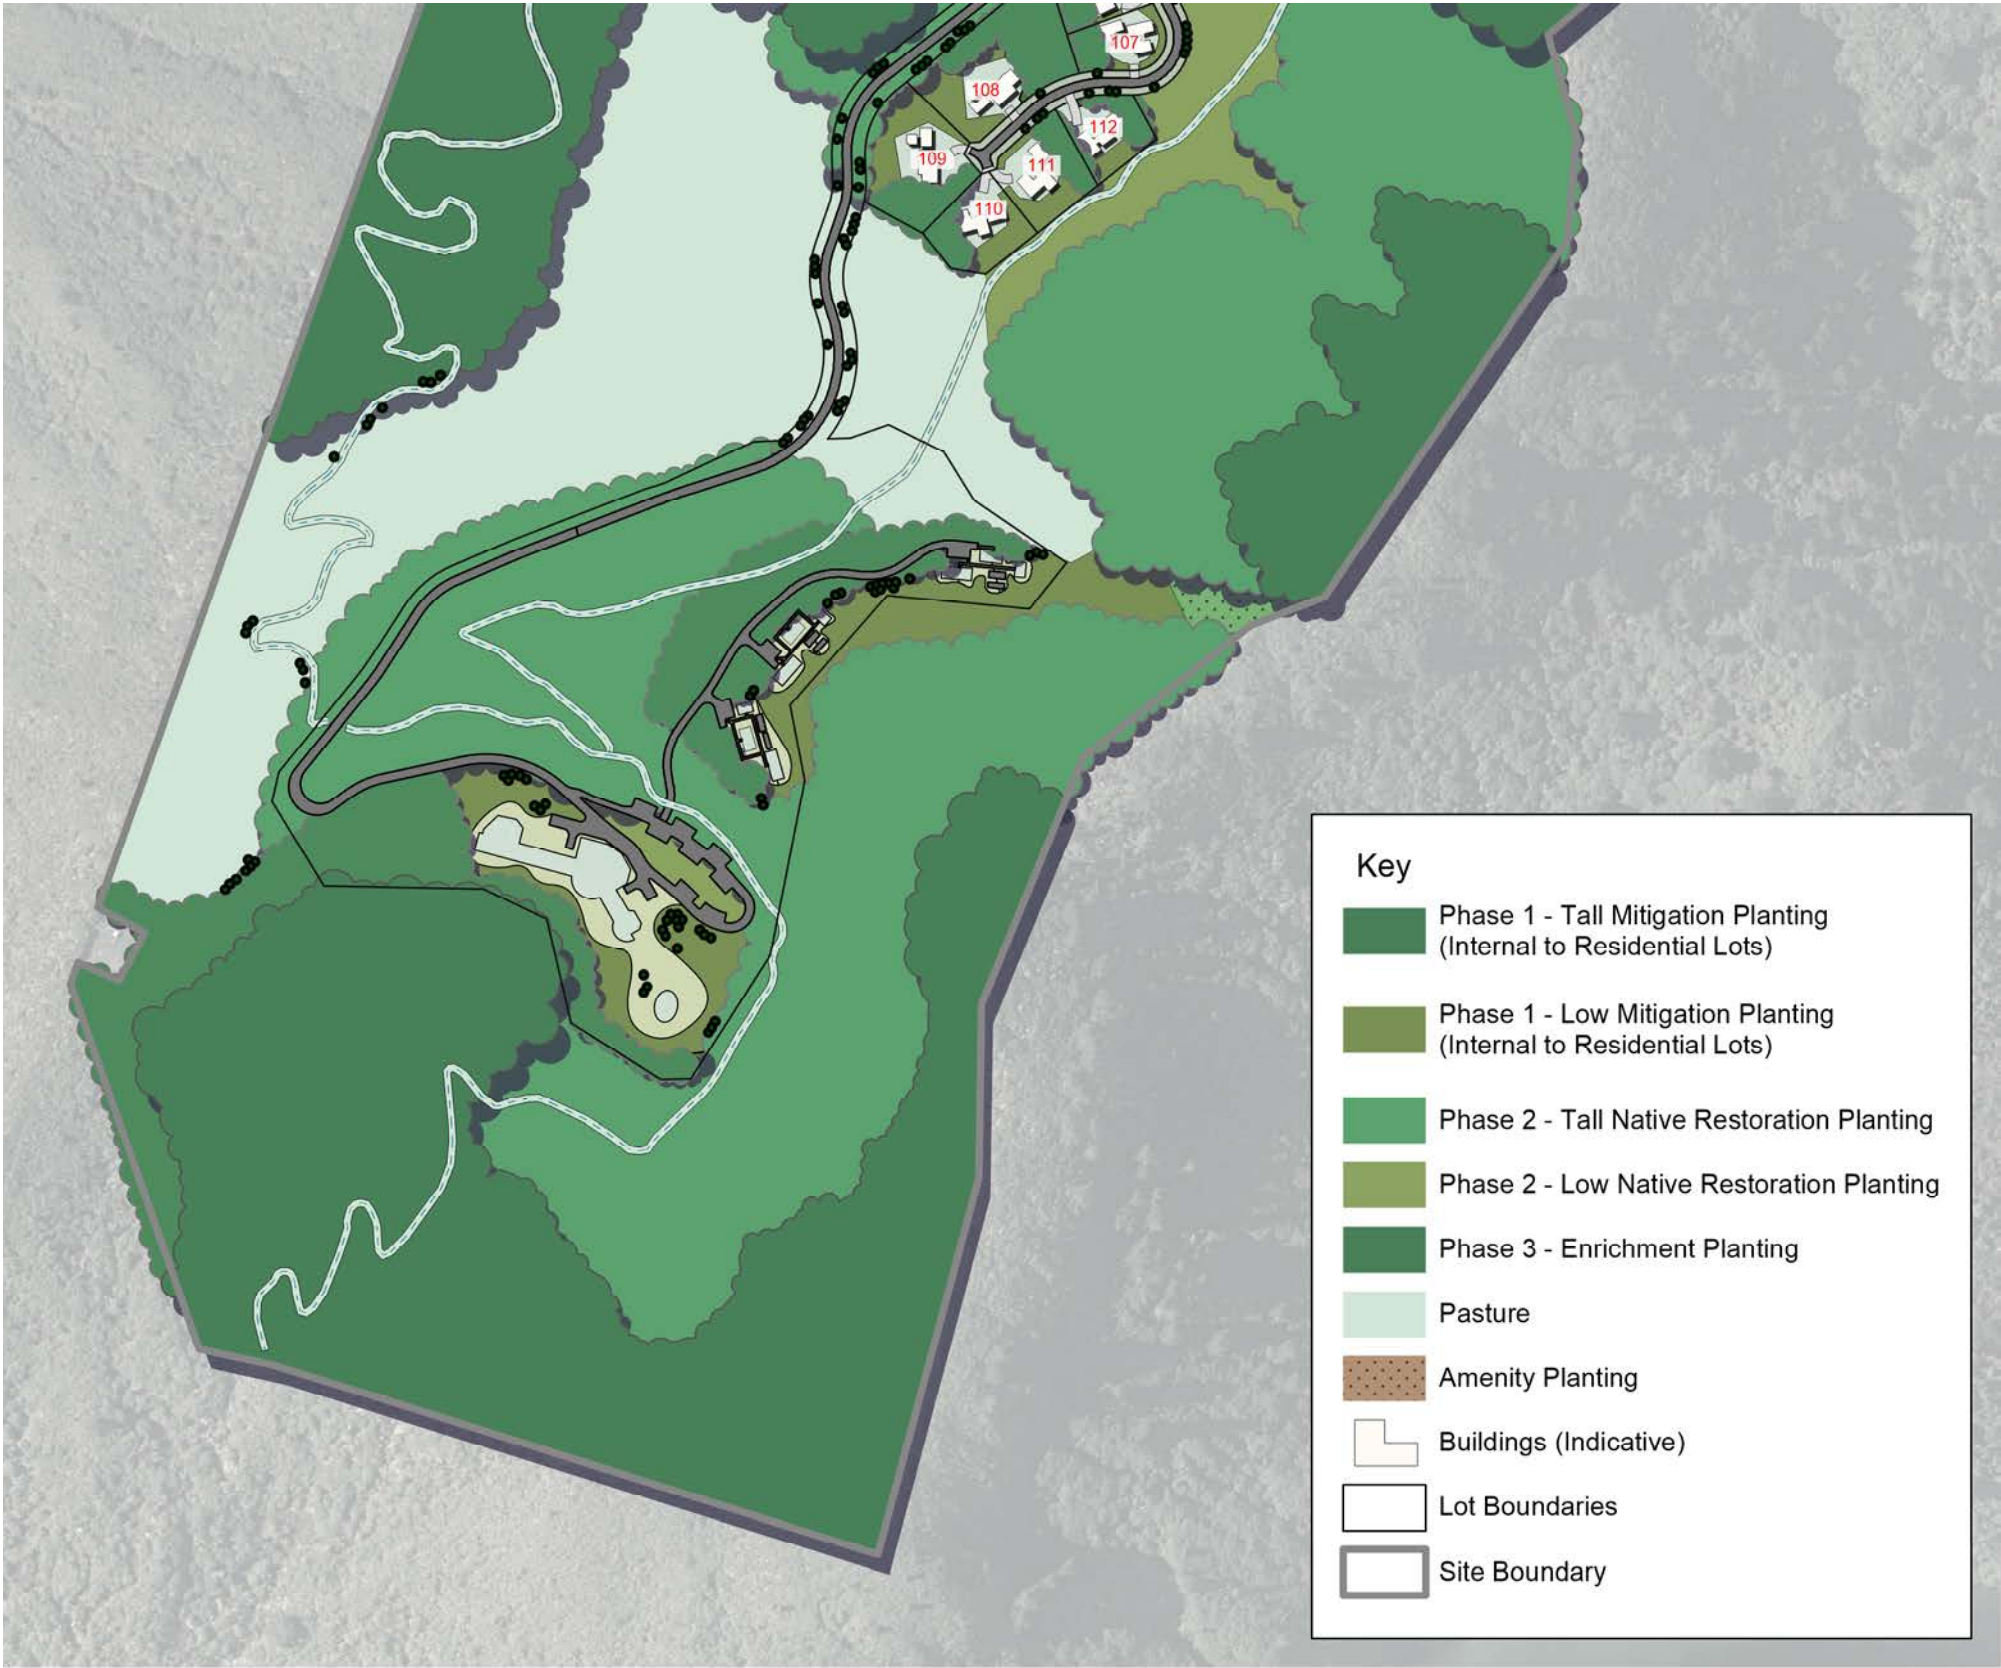 107
108
112
109
111
110
Key
Phase 1 - Tall Mitigation Planting
(Internal to Residential Lots)
Phase 1 - Low Mitigation Planting
(Internal to Residential Lots)
Phase 2 - Tall Native Restoration Planting
Phase 2 - Low Native Restoration Planting
Phase 3 - Enrichment Planting
Pasture
Amenity Planting
Buildings (Indicative)
Lot Boundaries
Site Boundary